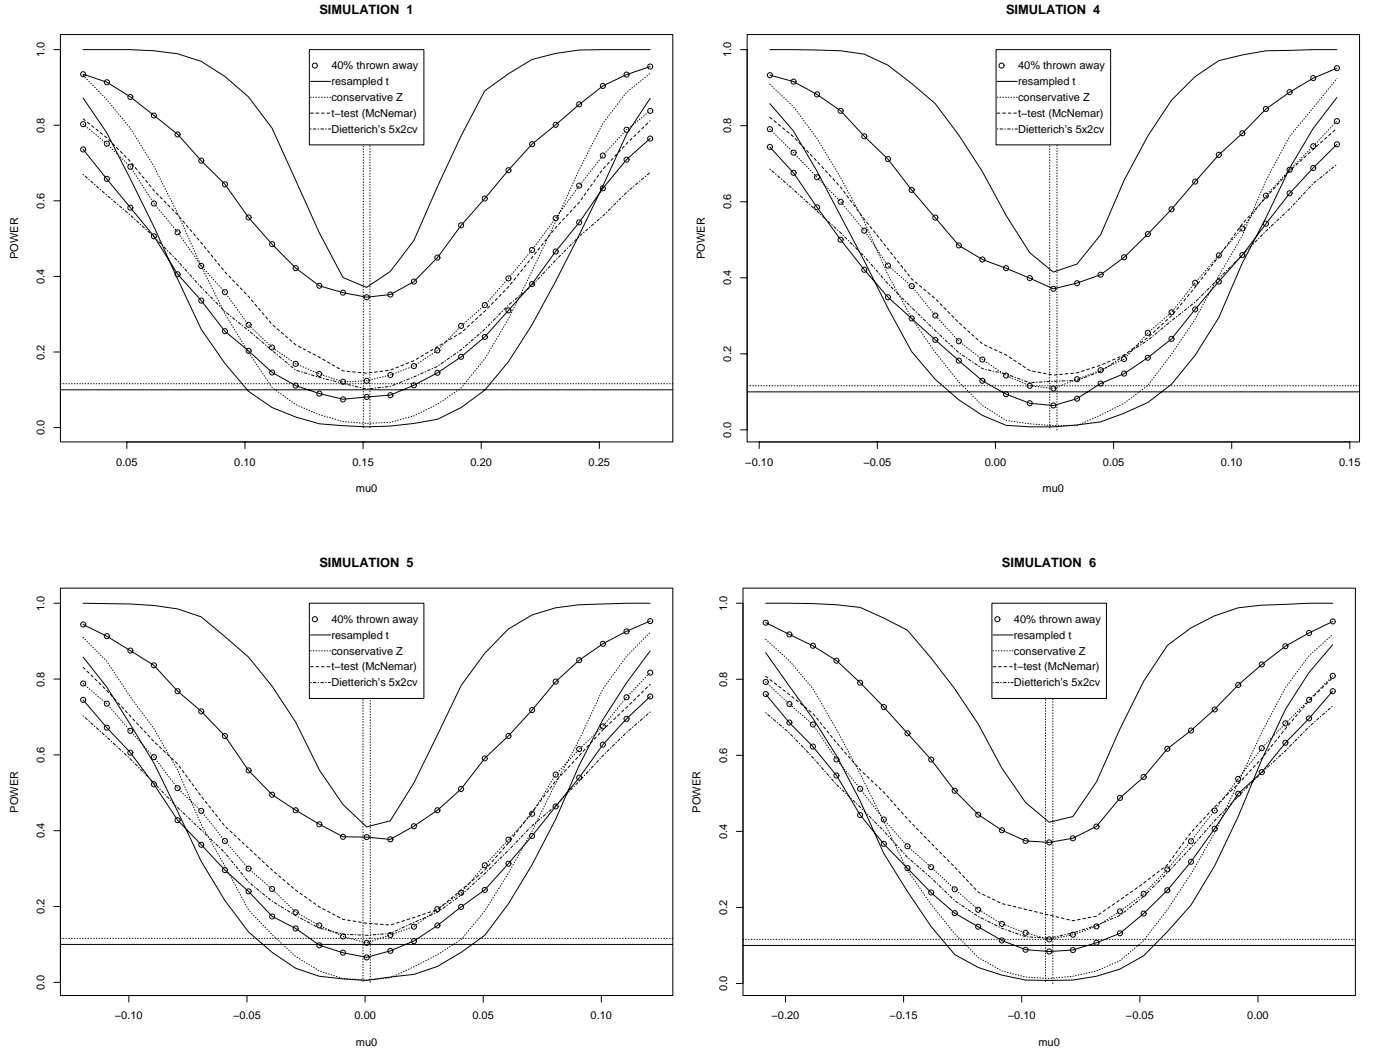 SIMULATION 1
POWER
1.0
0.8
0.6
0.4
0.2
0.0
40% thrown away
resampled t
conservative Z
t−test (McNemar)
Dietterich's 5x2cv
0.05 0.10 0.15 0.20 0.25
mu0
SIMULATION 4
POWER
1.0
0.8
0.6
0.4
0.2
0.0
40% thrown away
resampled t
conservative Z
t−test (McNemar)
Dietterich's 5x2cv
−0.10 −0.05 0.00 0.05 0.10 0.15
mu0
SIMULATION 5
POWER
1.0
0.8
0.6
0.4
0.2
0.0
40% thrown away
resampled t
conservative Z
t−test (McNemar)
Dietterich's 5x2cv
−0.10 −0.05 0.00 0.05 0.10
mu0
SIMULATION 6
POWER
1.0
0.8
0.6
0.4
0.2
0.0
40% thrown away
resampled t
conservative Z
t−test (McNemar)
Dietterich's 5x2cv
−0.20 −0.15 −0.10 −0.05 0.00
mu0